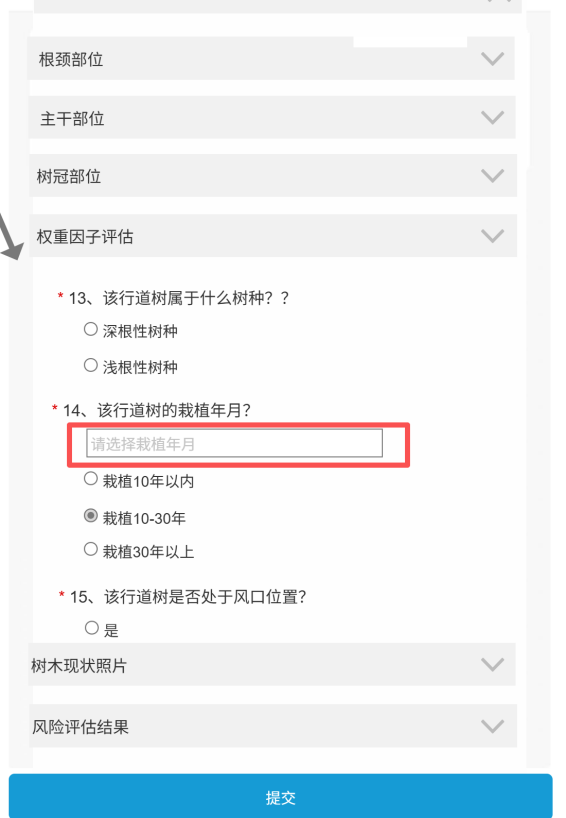 根颈部位
主干部位
树冠部位
权重因子评估
* 13、该行道树属于什么树种？？
深根性树种
浅根性树种
* 14、该行道树的栽植年月？
请选择栽植年月
栽植10年以内
栽植10-30年
栽植30年以上
* 15、该行道树是否处于风口位置？
是
树木现状照片
风险评估结果
提交